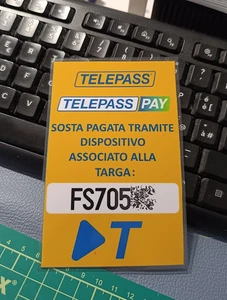 TELEPASS
TELEPASS PAY
SOSTA PAGATA TRAMITE
DISPOSITIVO
ASSOCIATO ALLA
TARGA:
FS705
T